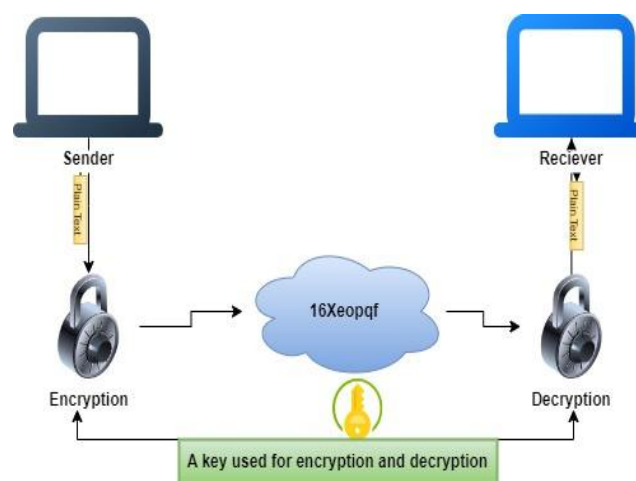 Sender
Reciever
Plain Text
Plain Text
16Xeopqf
Encryption
Decryption
A key used for encryption and decryption